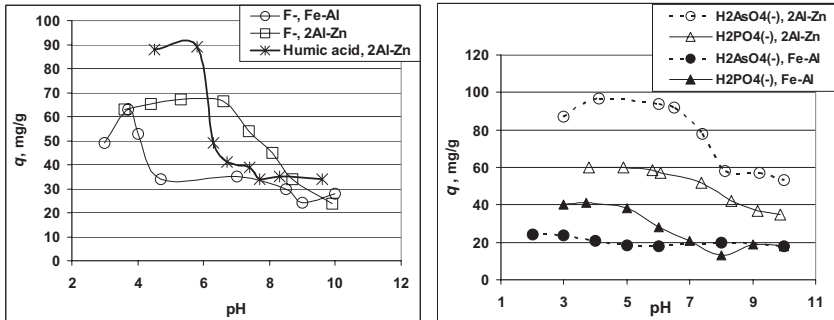 F-, Fe-Al
F-, 2Al-Zn
Humic acid, 2Al-Zn
q, mg/g
100
90
80
70
60
50
40
30
20
10
0
2 4 6 8 10 12
pH
H2AsO4(-), 2Al-Zn
H2PO4(-), 2Al-Zn
H2AsO4(-), Fe-Al
H2PO4(-), Fe-Al
q, mg/g
120
100
80
60
40
20
0
1 3 5 7 9 11
pH